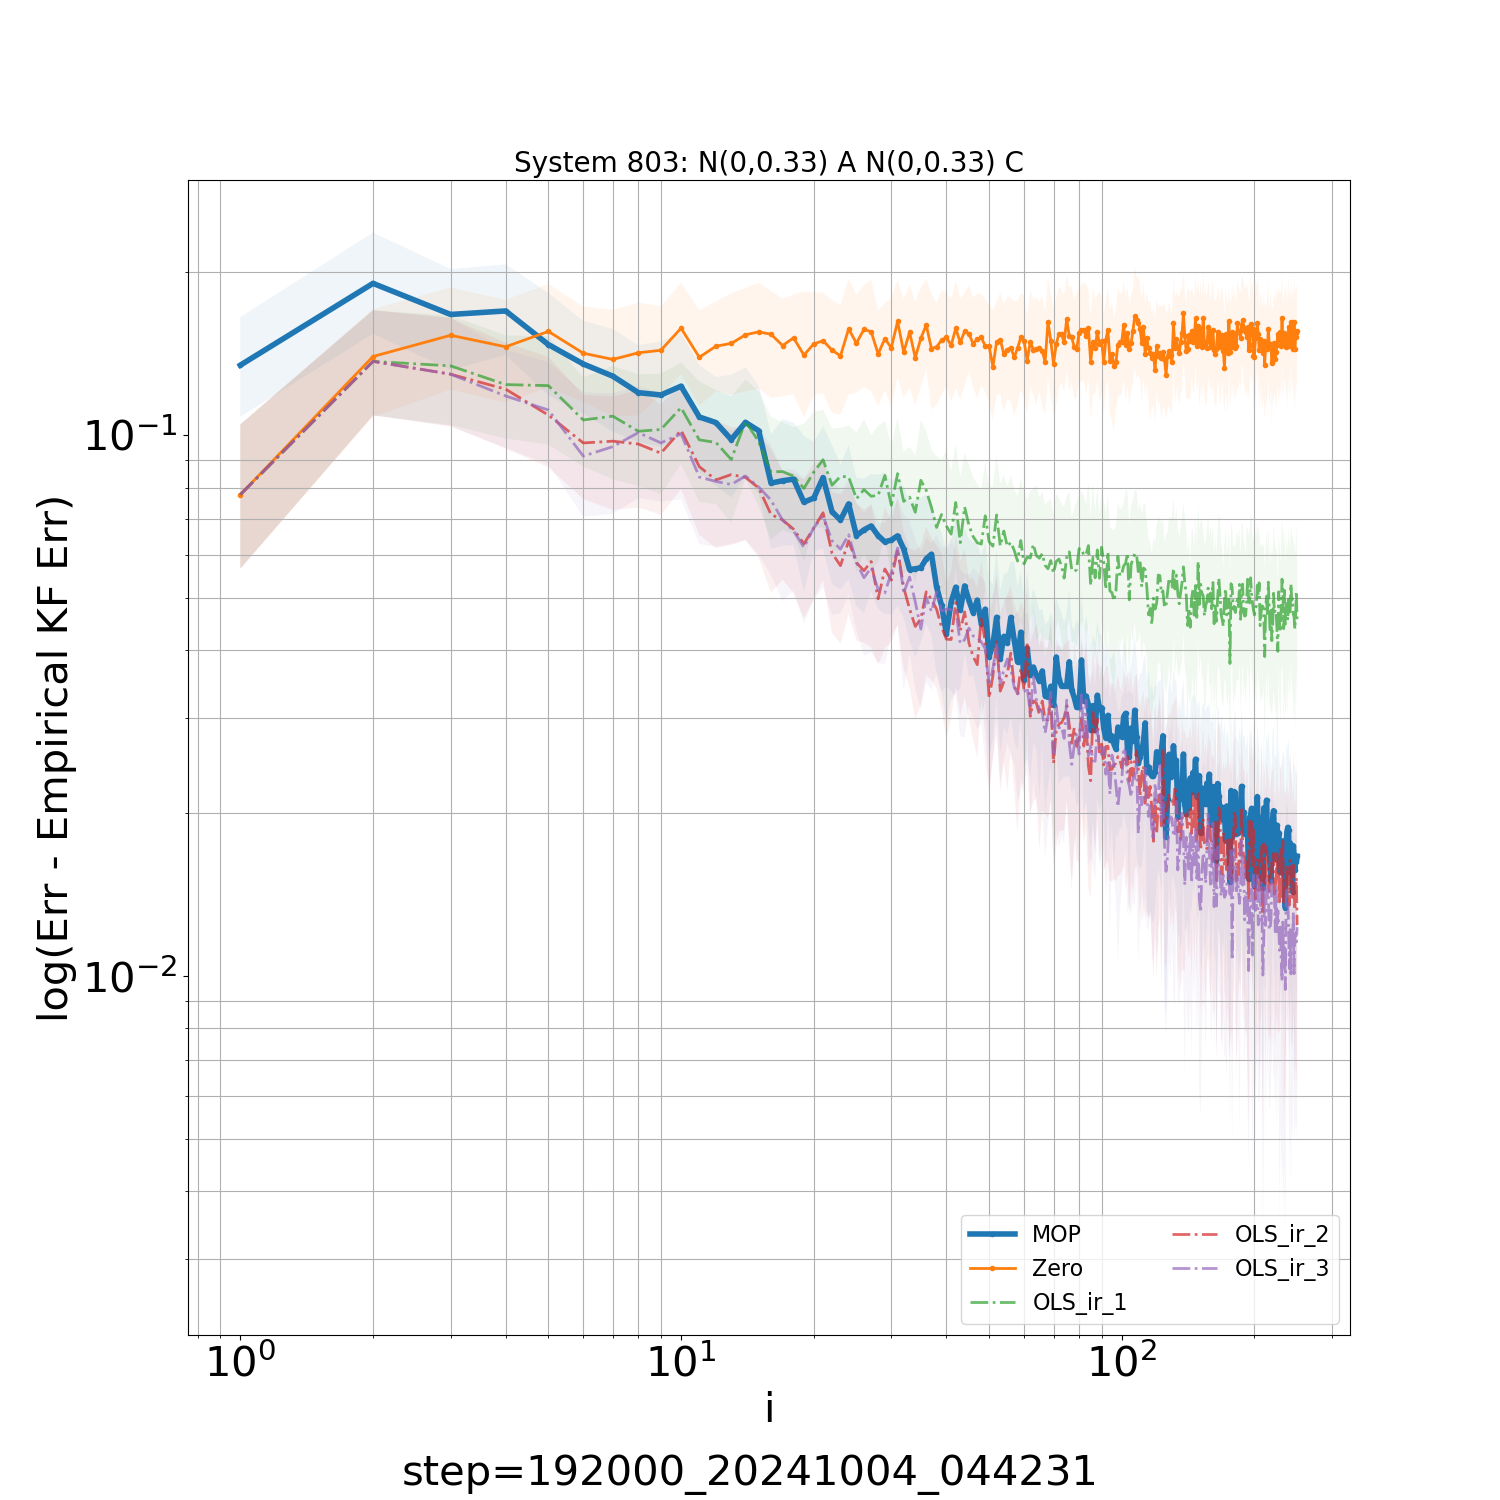 System 803: N(0,0.33) A N(0,0.33) C
log(Err - Empirical KF Err)
10⁻¹
10⁻²
MOP
Zero
OLS_ir_1
OLS_ir_2
OLS_ir_3
10⁰ 10¹ 10²
i
step=192000_20241004_044231